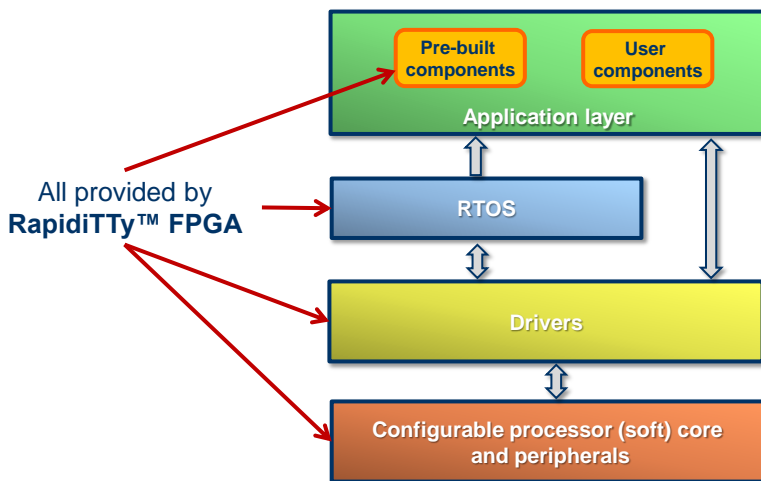 Pre-built
components
User
components
Application layer
All provided by
RapidiTTy™ FPGA
RTOS
Drivers
Configurable processor (soft) core
and peripherals